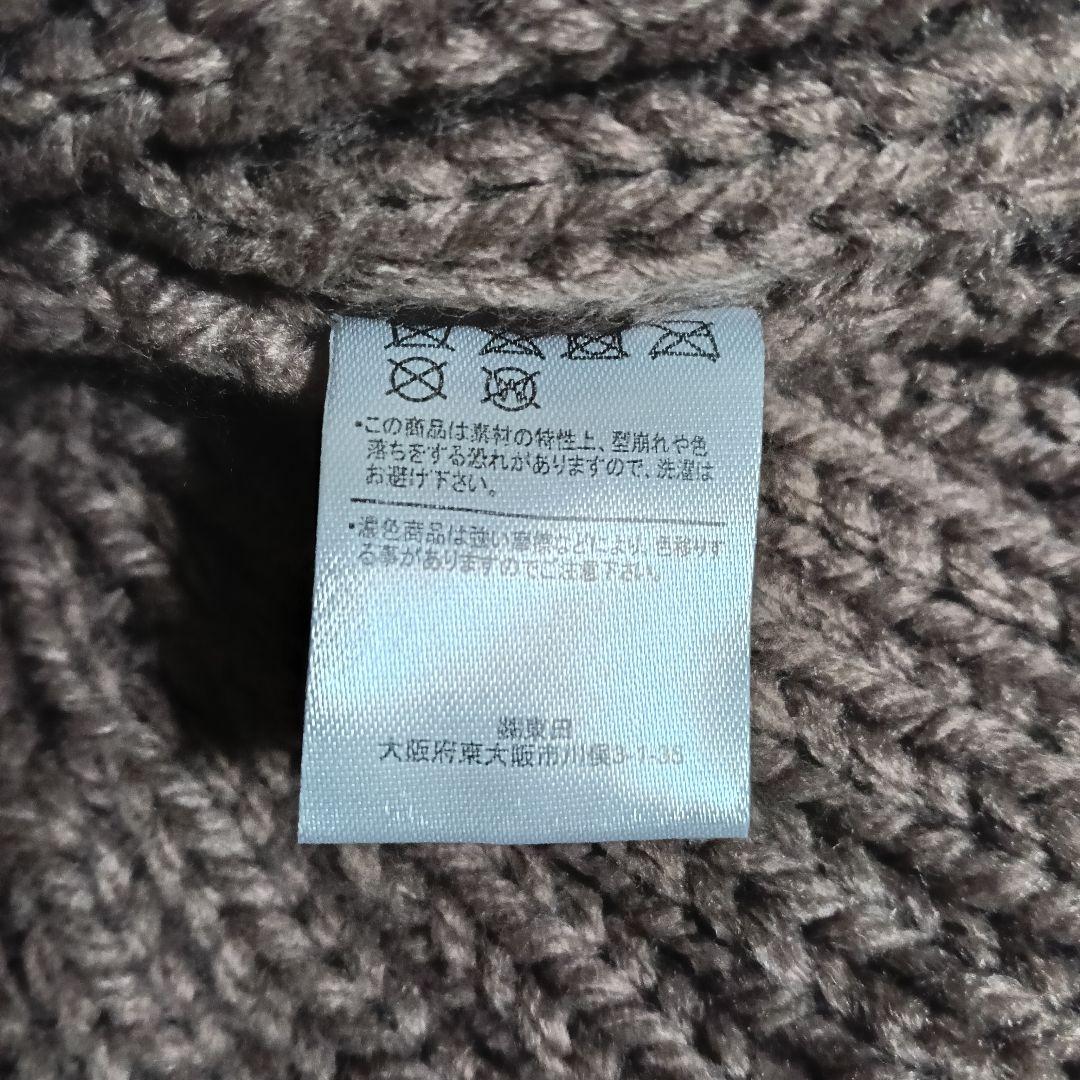 ・この商品は素材の特性上、型崩れや色
落ちをする恐れがありますので、洗濯は
お避け下さい。
・濃色商品は強い摩擦などにより、色移りす
る事がありますのでご注意下さい。
㈱東田
大阪府東大阪市川俣3-1-35